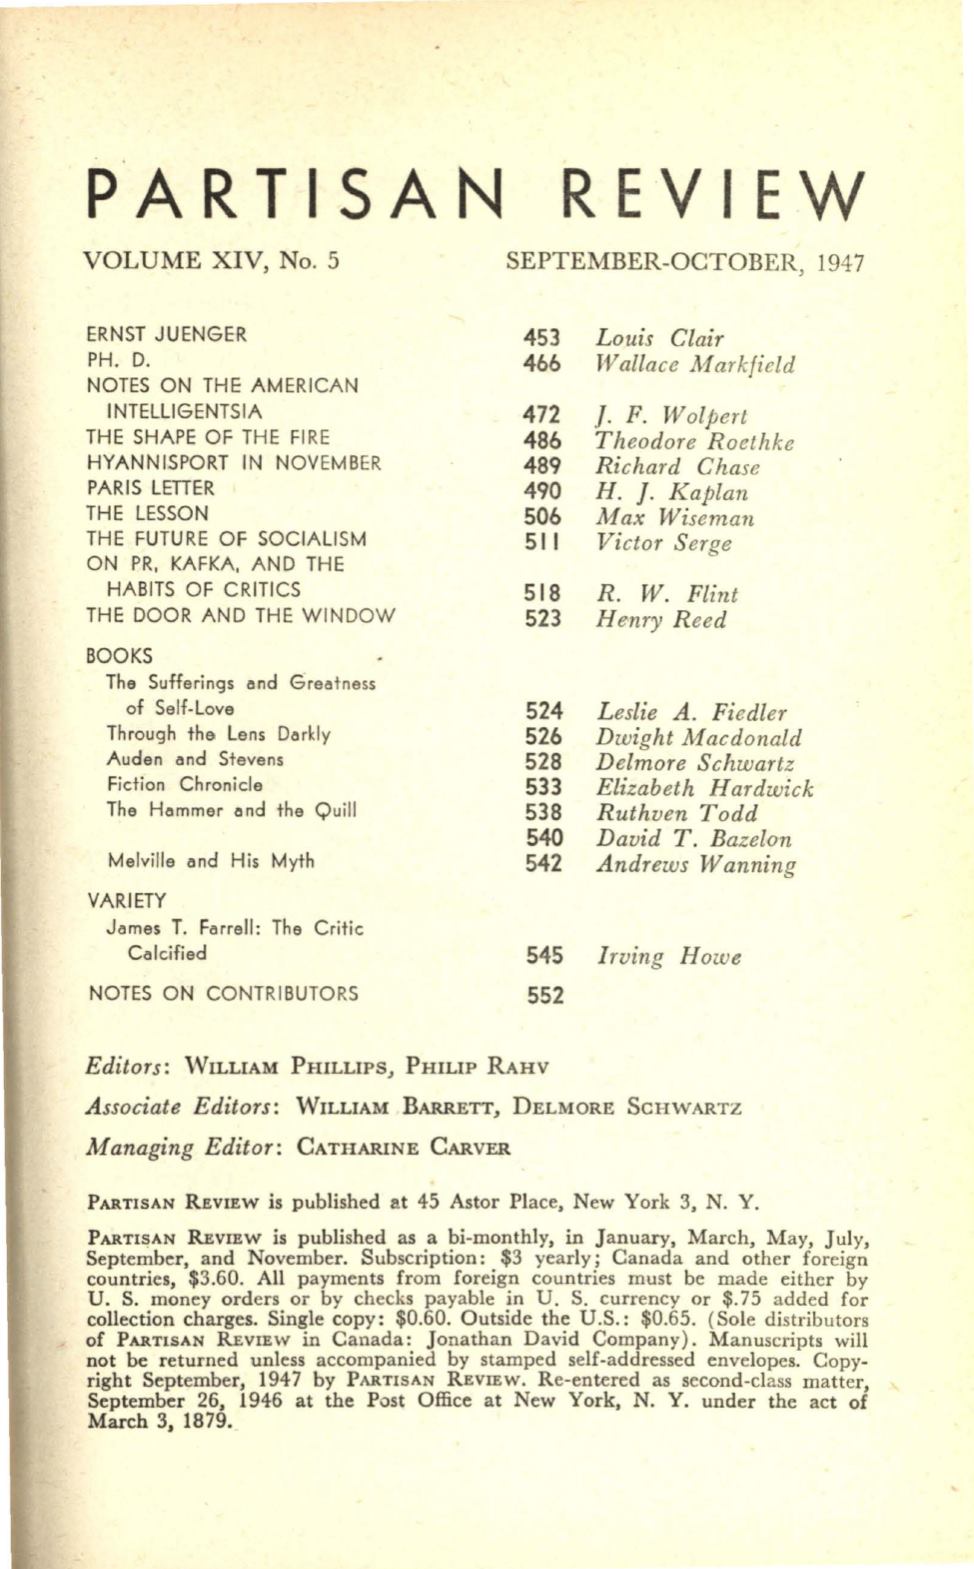 PARTISAN REVIEW
VOLUME XIV, No. 5 SEPTEMBER-OCTOBER, 1947
ERNST JUENGER 453 Louis Clair
PH. D. 466 Wallace Markfield
NOTES ON THE AMERICAN
INTELLIGENTSIA 472 J. F. Wolpert
THE SHAPE OF THE FIRE 486 Theodore Roethke
HYANNISPORT IN NOVEMBER 489 Richard Chase
PARIS LETTER 490 H. J. Kaplan
THE LESSON 506 Max Wiseman
THE FUTURE OF SOCIALISM 511 Victor Serge
ON PR, KAFKA, AND THE
HABITS OF CRITICS 518 R. W. Flint
THE DOOR AND THE WINDOW 523 Henry Reed
BOOKS
The Sufferings and Greatness
of Self-Love 524 Leslie A. Fiedler
Through the Lens Darkly 526 Dwight Macdonald
Auden and Stevens 528 Delmore Schwartz
Fiction Chronicle 533 Elizabeth Hardwick
The Hammer and the Quill 538 Ruthven Todd
540 David T. Bazelon
Melville and His Myth 542 Andrews Wanning
VARIETY
James T. Farrell: The Critic
Calcified 545 Irving Howe
NOTES ON CONTRIBUTORS 552
Editors: WILLIAM PHILLIPS, PHILIP RAHV
Associate Editors: WILLIAM BARRETT, DELMORE SCHWARTZ
Managing Editor: CATHARINE CARVER
PARTISAN REVIEW is published at 45 Astor Place, New York 3, N. Y.
PARTISAN REVIEW is published as a bi-monthly, in January, March, May, July,
September, and November. Subscription: $3 yearly; Canada and other foreign
countries, $3.60. All payments from foreign countries must be made either by
U. S. money orders or by checks payable in U. S. currency or $.75 added for
collection charges. Single copy: $0.60. Outside the U.S.: $0.65. (Sole distributors
of PARTISAN REVIEW in Canada: Jonathan David Company). Manuscripts will
not be returned unless accompanied by stamped self-addressed envelopes. Copy-
right September, 1947 by PARTISAN REVIEW. Re-entered as second-class matter,
September 26, 1946 at the Post Office at New York, N. Y. under the act of
March 3, 1879.